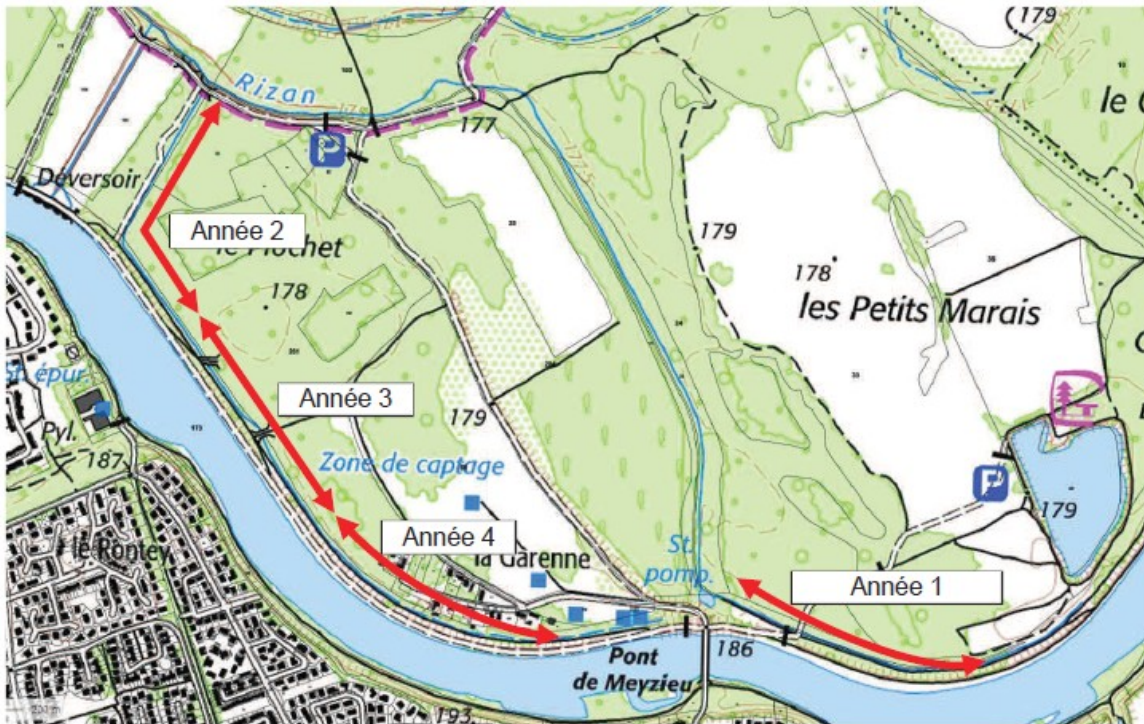 179
Rizan
177
P
Déversoir
Année 2
le Plochet
178
179
178
les Petits Marais
St. épur.
Pyl.
187
Année 3
179
Zone de captage
P
179
Année 4
la Garenne
St.
pomp.
Année 1
le Rontey
Pont
de Meyzieu
186
193
200 m